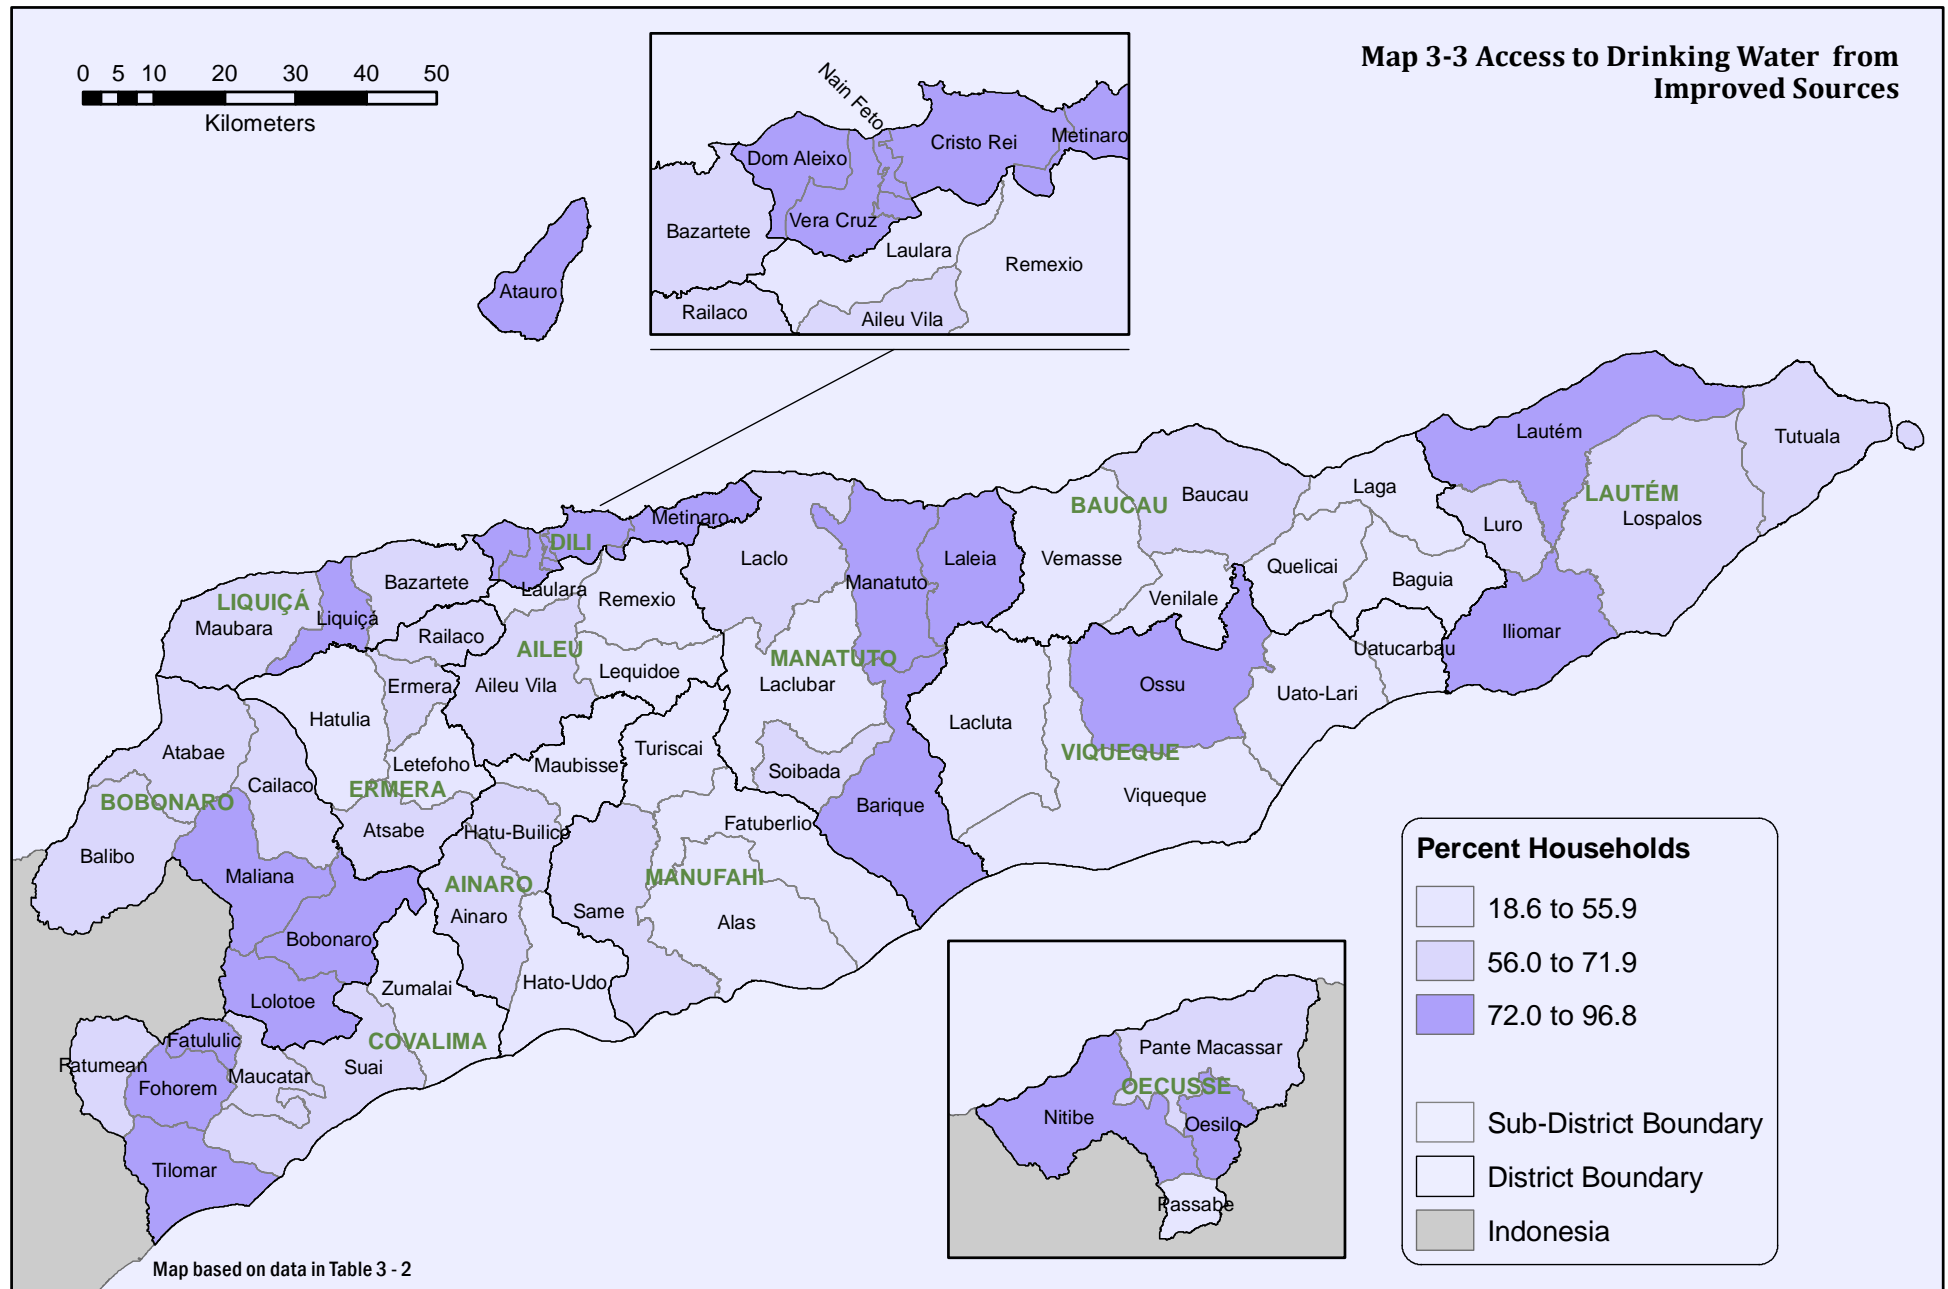 Map 3-3 Access to Drinking Water from
Improved Sources
0 5 10 20 30 40 50
Kilometers
Nain Feto
Cristo Rei
Metinaro
Dom Aleixo
Vera Cruz
Bazartete
Laulara
Remexio
Railaco
Aileu Vila
Atauro
Lautém
Tutuala
LAUTÉM
Lospalos
Laga
Luro
BAUCAU
Baucau
Metinaro
DILI
Laclo
Manatuto
Laleia
Vemasse
Quelicai
Baguia
Venilale
Bazartete
Laulara
Remexio
LIQUIÇÁ
Maubara
Liquiçá
Railaco
AILEU
Lequidoe
MANATUTO
Laclubar
Iliomar
Uatucarbau
Ermera
Aileu Vila
Ossu
Uato-Lari
Hatulia
Lacluta
Turiscai
VIQUEQUE
Atabae
Letefoho
Maubisse
Soibada
Cailaco
ERMERA
BOBONARO
Viqueque
Barique
Atsabe
Hatu-Builico
Fatuberlio
Balibo
Maliana
AINARO
MANUFAHI
Ainaro
Same
Alas
Bobonaro
Zumalai
Hato-Udo
Lolotoe
COVALIMA
Fatululic
Ratumean
Maucatar
Suai
Fohorem
Tilomar
Pante Macassar
OECUSSE
Nitibe
Oesilo
Passabe
Percent Households
18.6 to 55.9
56.0 to 71.9
72.0 to 96.8
Sub-District Boundary
District Boundary
Indonesia
Map based on data in Table 3 - 2